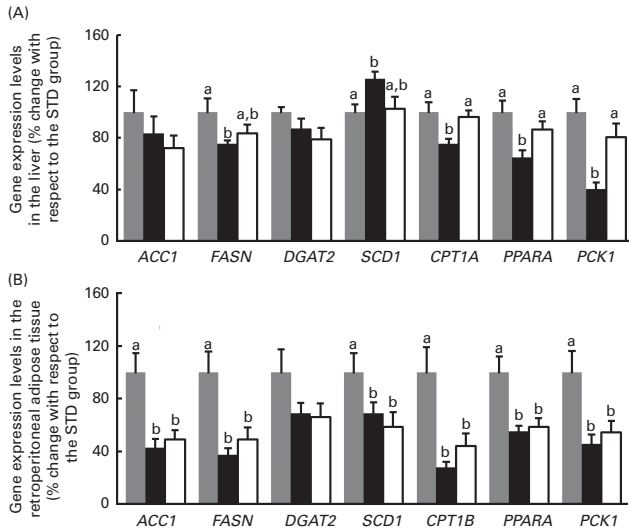 (A)
Gene expression levels
in the liver (% change with
respect to the STD group)
160
120
80
40
0
a
b
a,b
a
b
a,b
a
b
a
a
b
a
a
b
a
ACC1 FASN DGAT2 SCD1 CPT1A PPARA PCK1
(B)
Gene expression levels in the
retroperitoneal adipose tissue
(% change with respect to
the STD group)
160
120
80
40
0
a
b
b
a
b
b
a
b
b
a
b
b
a
b
b
a
b
b
ACC1 FASN DGAT2 SCD1 CPT1B PPARA PCK1